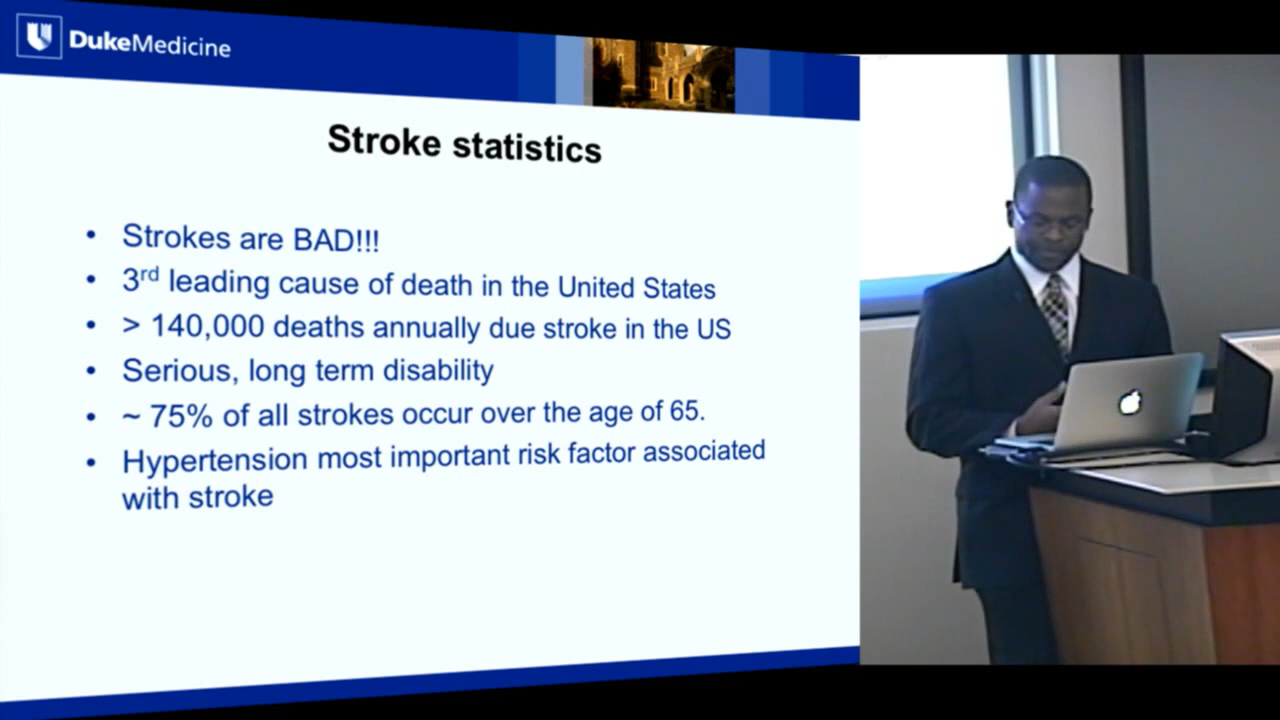 DukeMedicine
Stroke statistics
• Strokes are BAD!!!
• 3rd leading cause of death in the United States
• > 140,000 deaths annually due stroke in the US
• Serious, long term disability
• ~ 75% of all strokes occur over the age of 65.
• Hypertension most important risk factor associated
with stroke